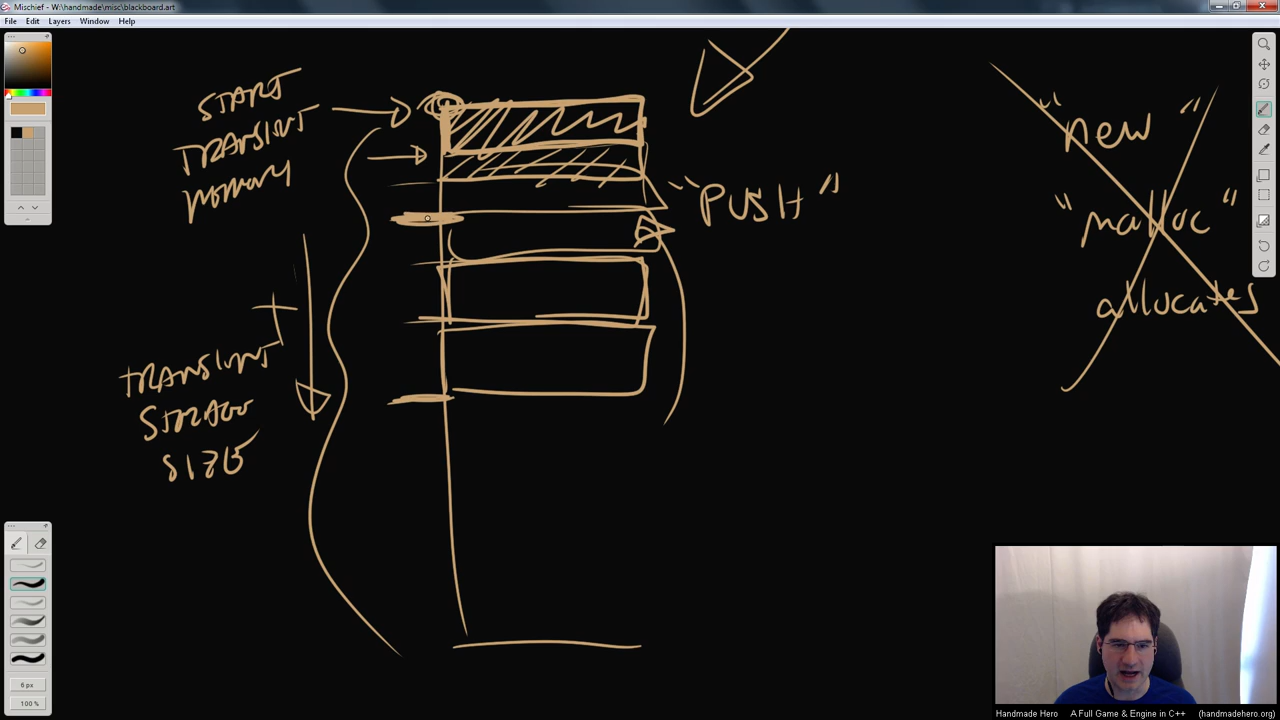 Mischief - W:\handmade\misc\blackboard.art
File Edit Layers Window Help
START
TRANSIENT
MEMORY
"PUSH"
"new"
"malloc"
allocates
TRANSIENT
STORAGE
SIZE
6 px
100 %
Handmade Hero A Full Game & Engine in C++ (handmadehero.org)